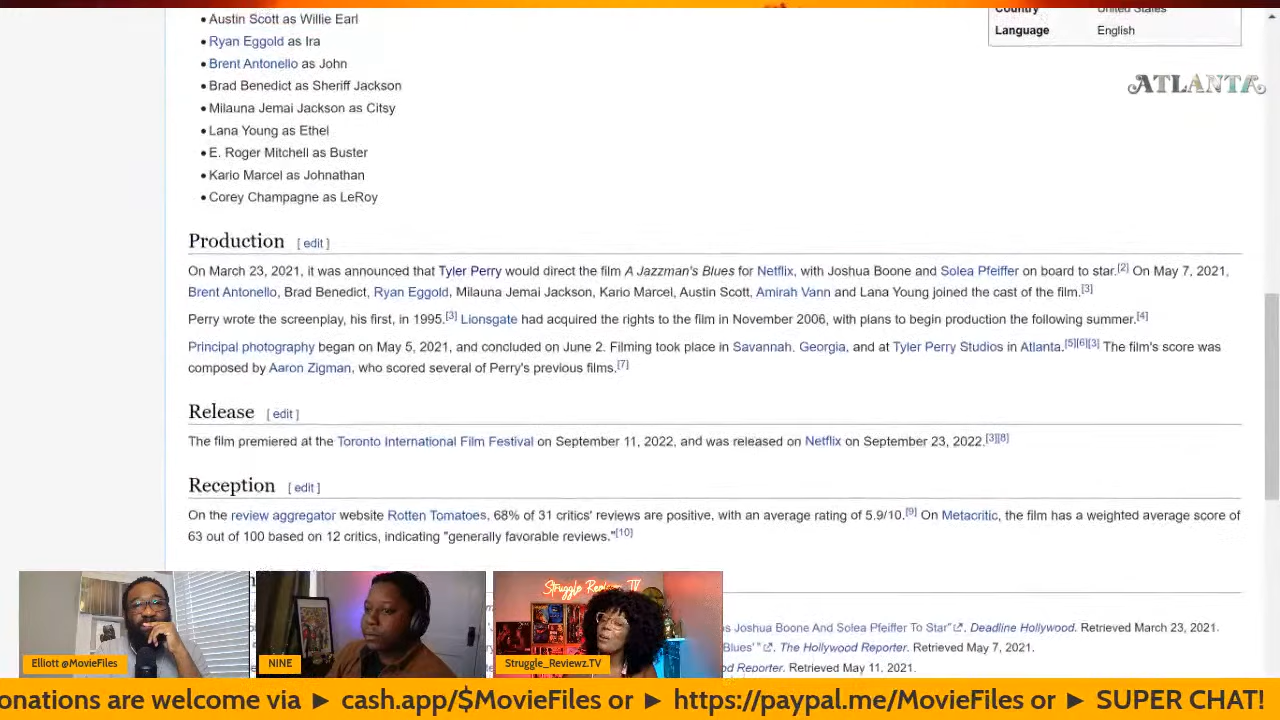 Austin Scott as Willie Earl
Ryan Eggold as Ira
Brent Antonello as John
Brad Benedict as Sheriff Jackson
Milauna Jemai Jackson as Citsy
Lana Young as Ethel
E. Roger Mitchell as Buster
Kario Marcel as Johnathan
Corey Champagne as LeRoy
Country United States
Language English
ATLANTA
Production [ edit ]
On March 23, 2021, it was announced that Tyler Perry would direct the film A Jazzman's Blues for Netflix, with Joshua Boone and Solea Pfeiffer on board to star.[2] On May 7, 2021,
Brent Antonello, Brad Benedict, Ryan Eggold, Milauna Jemai Jackson, Kario Marcel, Austin Scott, Amirah Vann and Lana Young joined the cast of the film.[3]
Perry wrote the screenplay, his first, in 1995.[3] Lionsgate had acquired the rights to the film in November 2006, with plans to begin production the following summer.[4]
Principal photography began on May 5, 2021, and concluded on June 2. Filming took place in Savannah, Georgia, and at Tyler Perry Studios in Atlanta.[5][6][3] The film's score was
composed by Aaron Zigman, who scored several of Perry's previous films.[7]
Release [ edit ]
The film premiered at the Toronto International Film Festival on September 11, 2022, and was released on Netflix on September 23, 2022.[3][8]
Reception [ edit ]
On the review aggregator website Rotten Tomatoes, 68% of 31 critics' reviews are positive, with an average rating of 5.9/10.[9] On Metacritic, the film has a weighted average score of
63 out of 100 based on 12 critics, indicating "generally favorable reviews."[10]
Joshua Boone And Solea Pfeiffer To Star". Deadline Hollywood. Retrieved March 23, 2021.
Blues' ". The Hollywood Reporter. Retrieved May 7, 2021.
Reporter. Retrieved May 11, 2021.
Struggle Reviews TV
Elliott @MovieFiles
NINE
Struggle_Reviewz.TV
onations are welcome via ► cash.app/$MovieFiles or ► https://paypal.me/MovieFiles or ► SUPER CHAT!